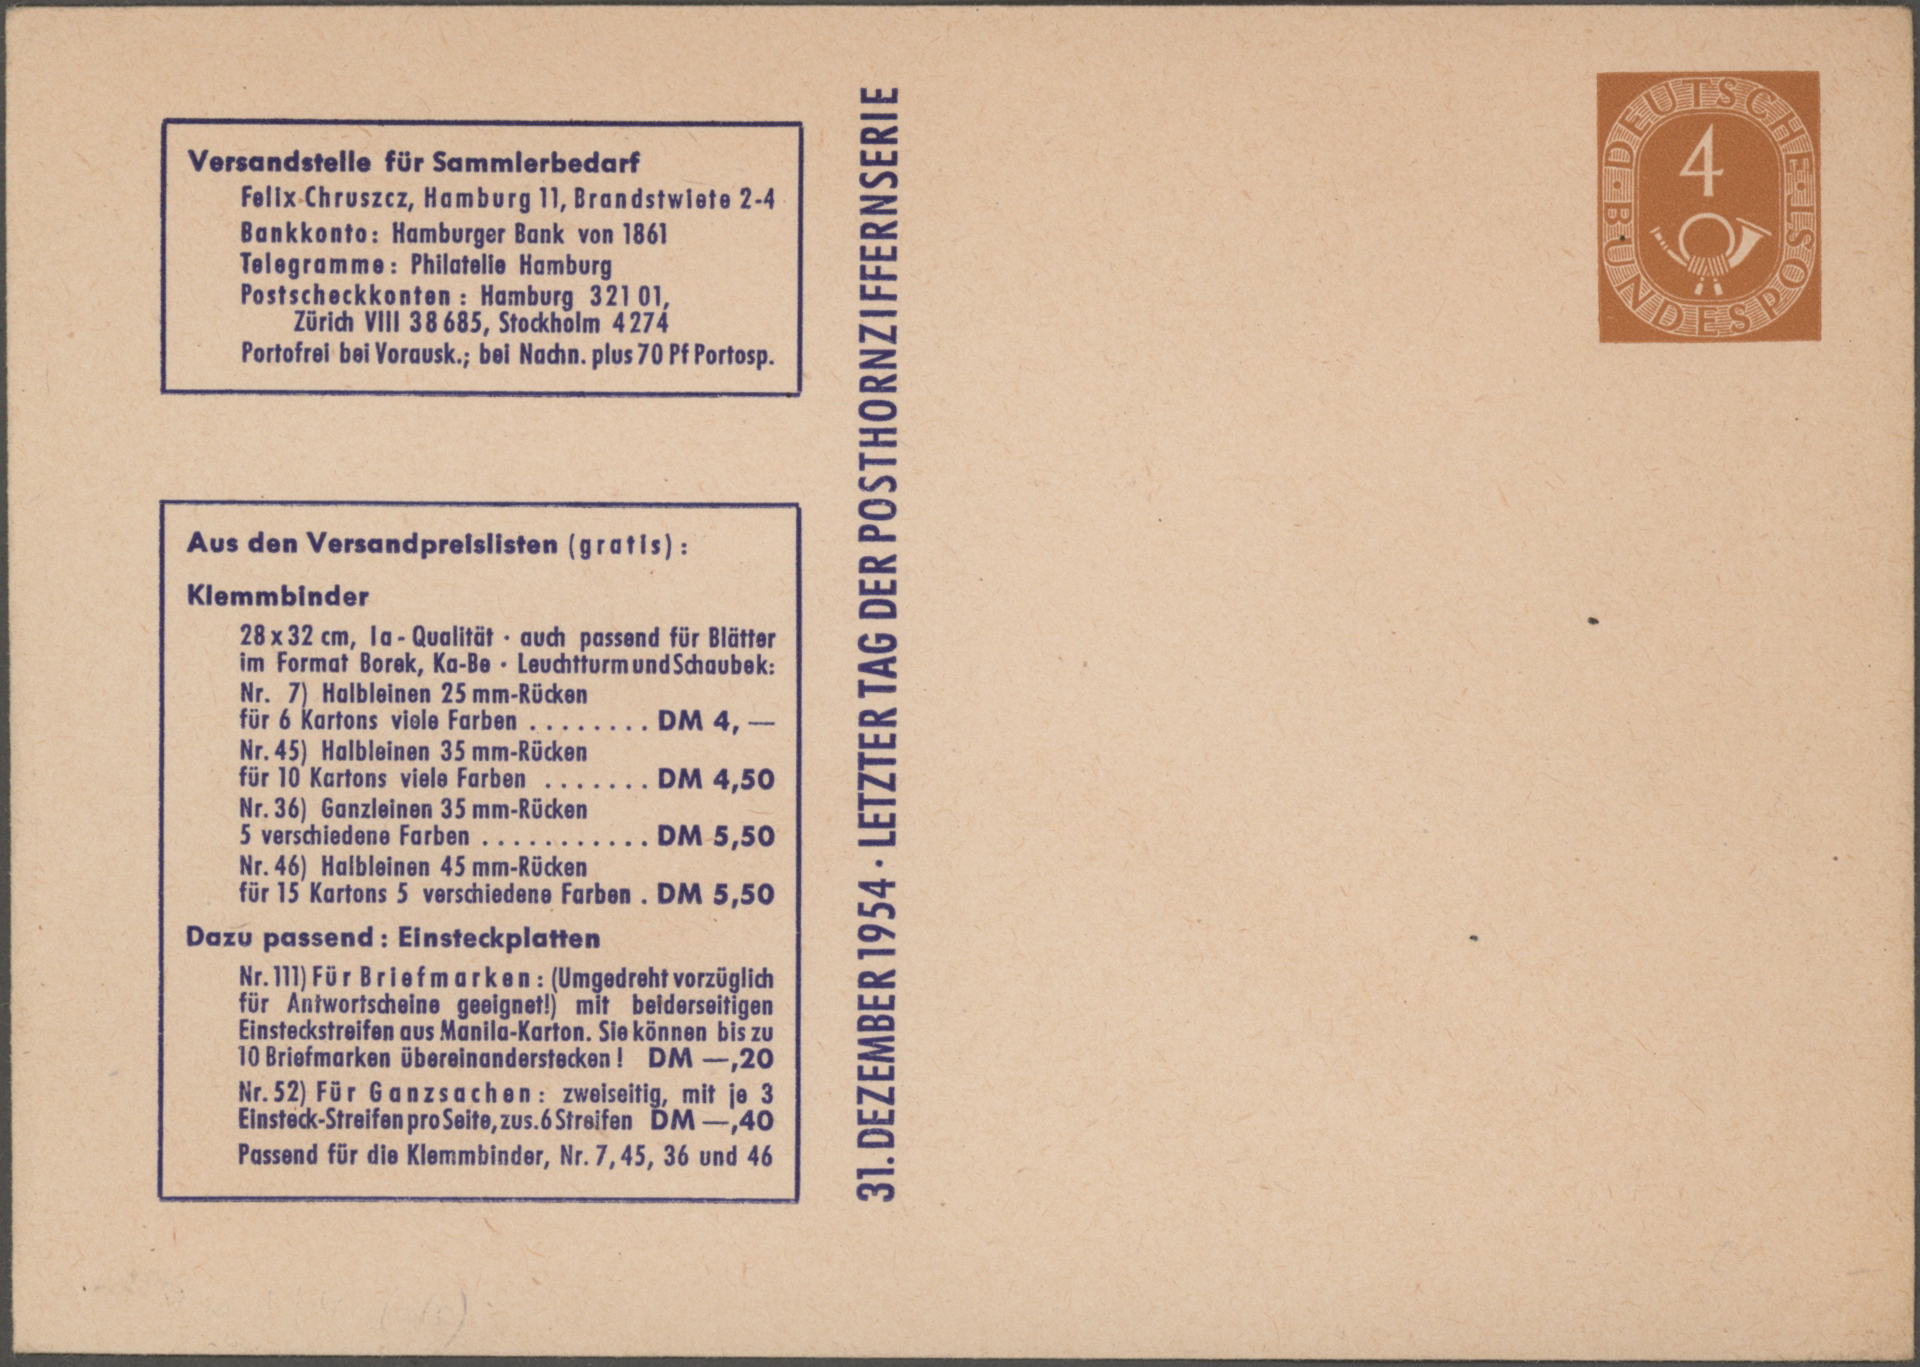 Versandstelle für Sammlerbedarf
Felix Chruszcz, Hamburg 11, Brandstwiete 2-4
Bankkonto: Hamburger Bank von 1861
Telegramme: Philatelie Hamburg
Postscheckkonten: Hamburg 321 01,
Zürich VIII 38 685, Stockholm 4 274
Portofrei bei Vorausk.; bei Nachn. plus 70 Pf Portosp.
Aus den Versandpreislisten (gratis):
Klemmbinder
28 x 32 cm, Ia - Qualität · auch passend für Blätter
im Format Borek, Ka-Be · Leuchtturm und Schaubek:
Nr. 7) Halbleinen 25 mm-Rücken
für 6 Kartons viele Farben ........ DM 4,—
Nr. 45) Halbleinen 35 mm-Rücken
für 10 Kartons viele Farben ....... DM 4,50
Nr. 36) Ganzleinen 35 mm-Rücken
5 verschiedene Farben ........... DM 5,50
Nr. 46) Halbleinen 45 mm-Rücken
für 15 Kartons 5 verschiedene Farben . DM 5,50
Dazu passend: Einsteckplatten
Nr. 111) Für Briefmarken: (Umgedreht vorzüglich
für Antwortscheine geeignet!) mit beiderseitigen
Einsteckstreifen aus Manila-Karton. Sie können bis zu
10 Briefmarken übereinanderstecken! DM —,20
Nr. 52) Für Ganzsachen: zweiseitig, mit je 3
Einsteck-Streifen pro Seite, zus. 6 Streifen DM —,40
Passend für die Klemmbinder, Nr. 7, 45, 36 und 46
31. DEZEMBER 1954 · LETZTER TAG DER POSTHORNZIFFERNSERIE
DEUTSCHE · BUNDESPOST ·
4